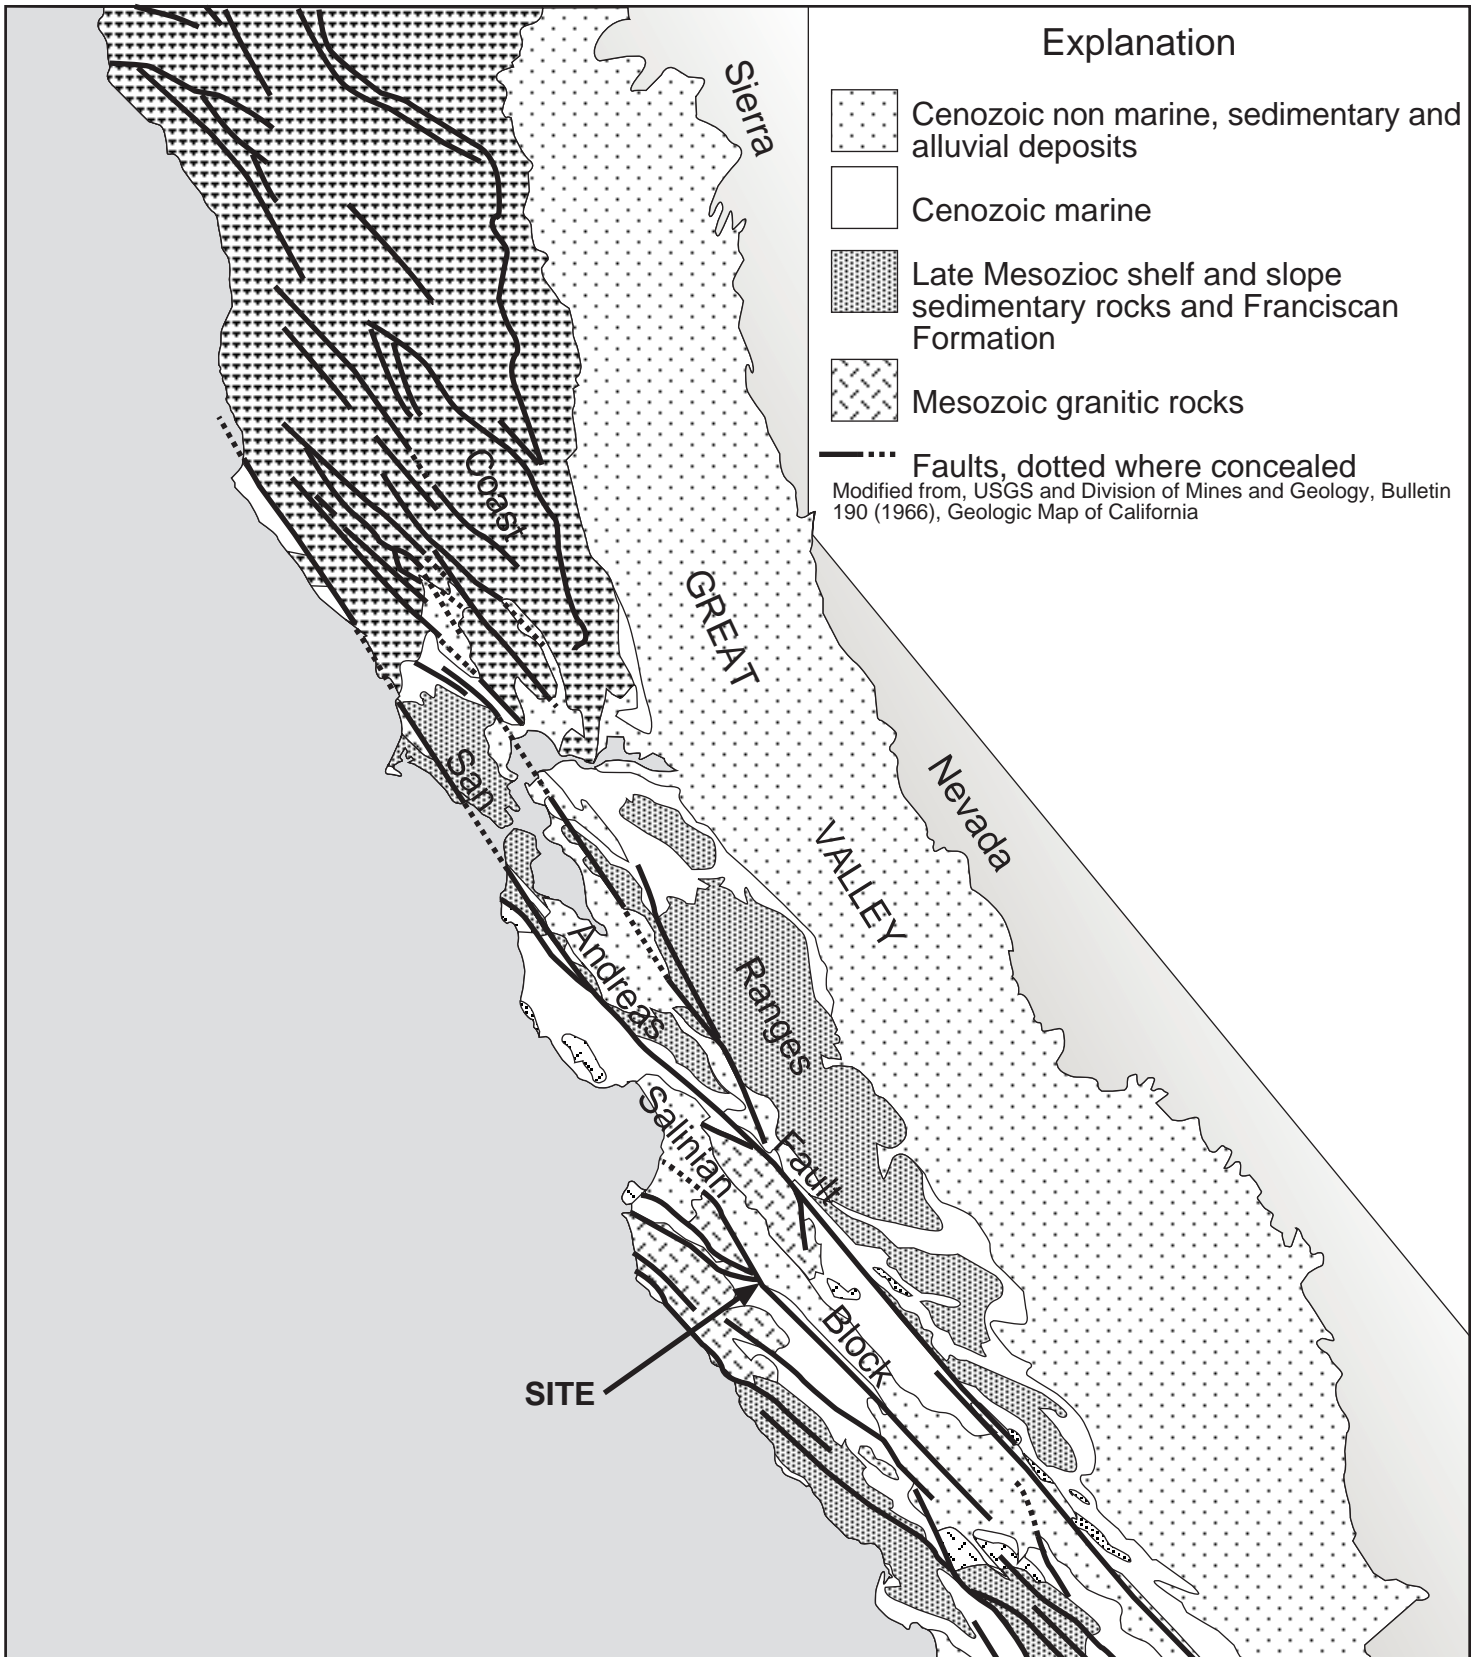 Explanation
Cenozoic non marine, sedimentary and
alluvial deposits
Cenozoic marine
Late Mesozioc shelf and slope
sedimentary rocks and Franciscan
Formation
Mesozoic granitic rocks
Faults, dotted where concealed
Modified from, USGS and Division of Mines and Geology, Bulletin
190 (1966), Geologic Map of California
Sierra
Nevada
GREAT
VALLEY
Coast
Ranges
San
Andreas
Fault
Salinian
Block
SITE